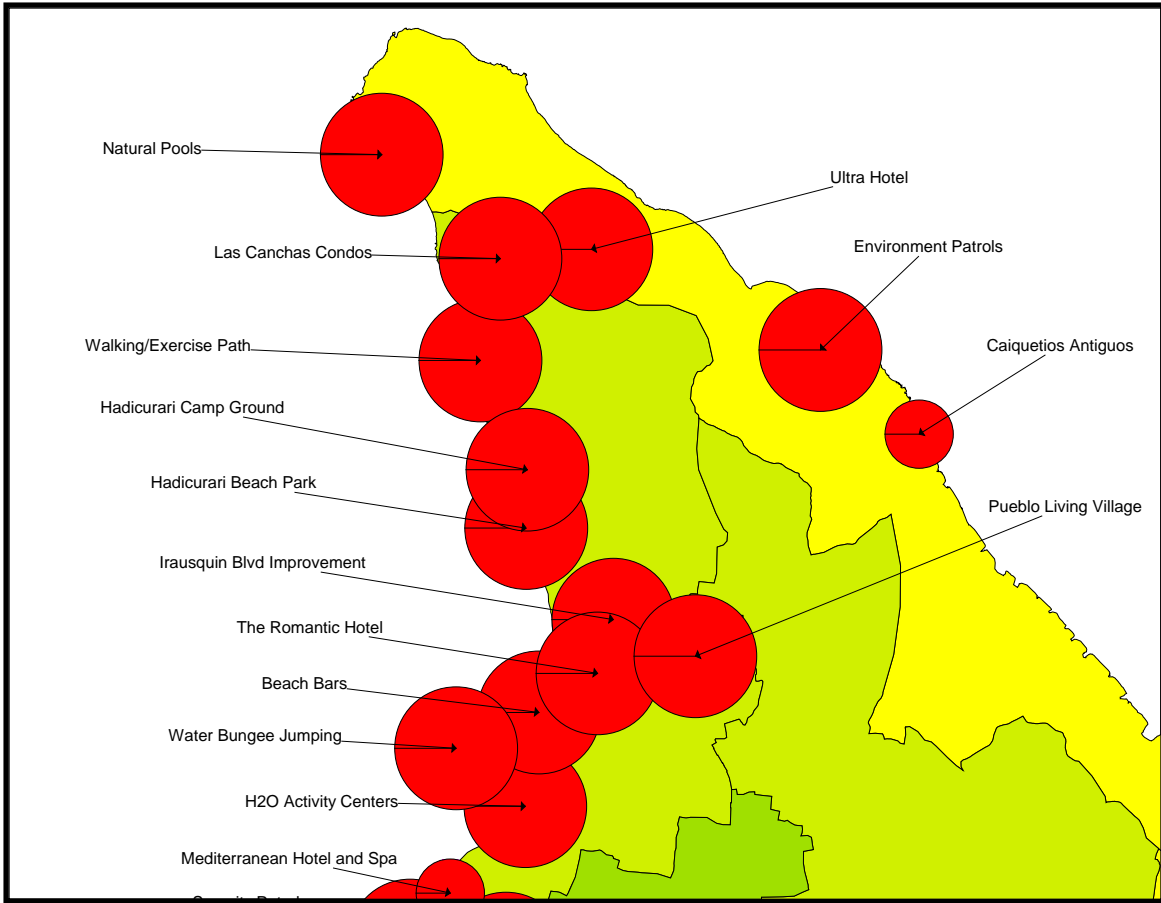 Natural Pools
Ultra Hotel
Las Canchas Condos
Environment Patrols
Walking/Exercise Path
Caiquetios Antiguos
Hadicurari Camp Ground
Hadicurari Beach Park
Pueblo Living Village
Irausquin Blvd Improvement
The Romantic Hotel
Beach Bars
Water Bungee Jumping
H2O Activity Centers
Mediterranean Hotel and Spa